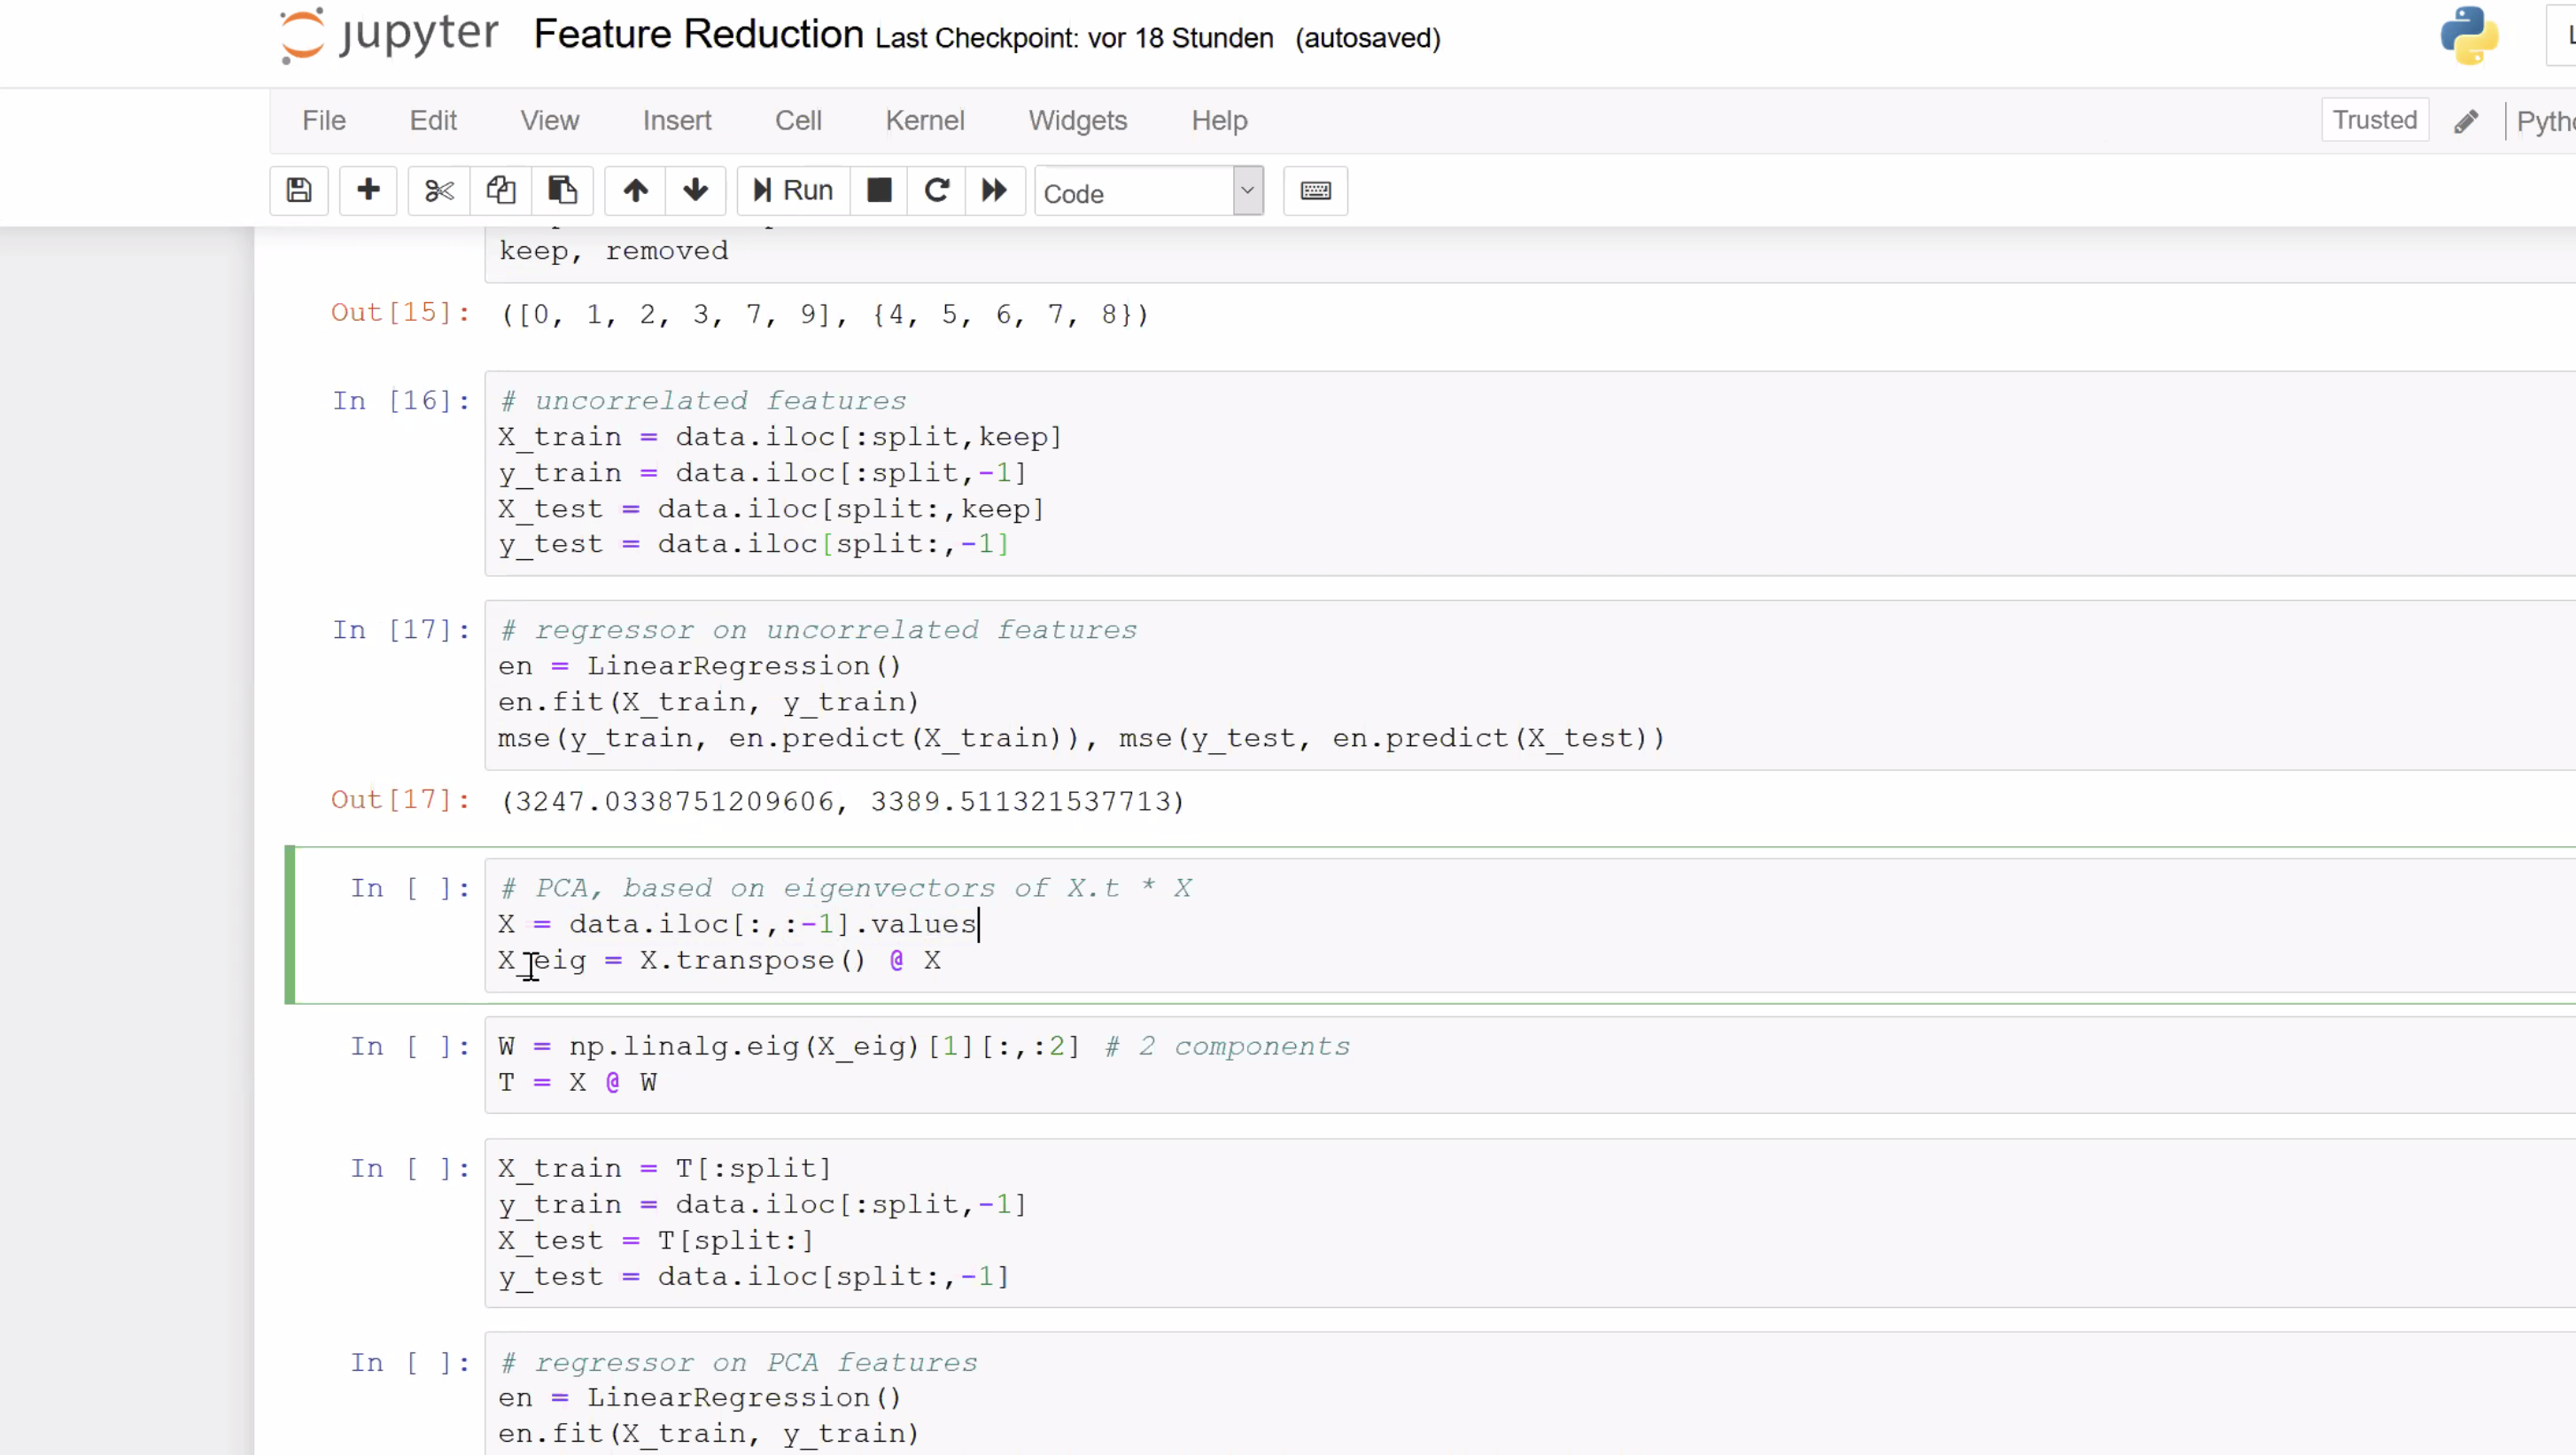 jupyter Feature Reduction Last Checkpoint: vor 18 Stunden (autosaved)
File Edit View Insert Cell Kernel Widgets Help Trusted
Run Code
keep, removed
Out[15]: ([0, 1, 2, 3, 7, 9], {4, 5, 6, 7, 8})
In [16]: # uncorrelated features
X_train = data.iloc[:split,keep]
y_train = data.iloc[:split,-1]
X_test = data.iloc[split:,keep]
y_test = data.iloc[split:,-1]
In [17]: # regressor on uncorrelated features
en = LinearRegression()
en.fit(X_train, y_train)
mse(y_train, en.predict(X_train)), mse(y_test, en.predict(X_test))
Out[17]: (3247.0338751209606, 3389.511321537713)
In [ ]: # PCA, based on eigenvectors of X.t * X
X = data.iloc[:,:-1].values
X_eig = X.transpose() @ X
In [ ]: W = np.linalg.eig(X_eig)[1][:,:2] # 2 components
T = X @ W
In [ ]: X_train = T[:split]
y_train = data.iloc[:split,-1]
X_test = T[split:]
y_test = data.iloc[split:,-1]
In [ ]: # regressor on PCA features
en = LinearRegression()
en.fit(X_train, y_train)